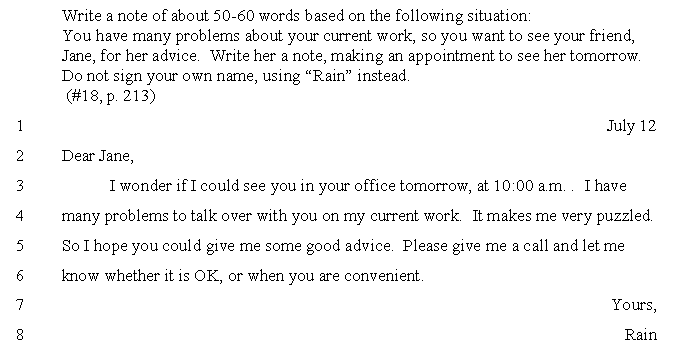 Write a note of about 50-60 words based on the following situation:
You have many problems about your current work, so you want to see your friend,
Jane, for her advice.  Write her a note, making an appointment to see her tomorrow.
Do not sign your own name, using “Rain” instead.
(#18, p. 213)
1 July 12
2 Dear Jane,
3 I wonder if I could see you in your office tomorrow, at 10:00 a.m. .  I have
4 many problems to talk over with you on my current work.  It makes me very puzzled.
5 So I hope you could give me some good advice.  Please give me a call and let me
6 know whether it is OK, or when you are convenient.
7 Yours,
8 Rain